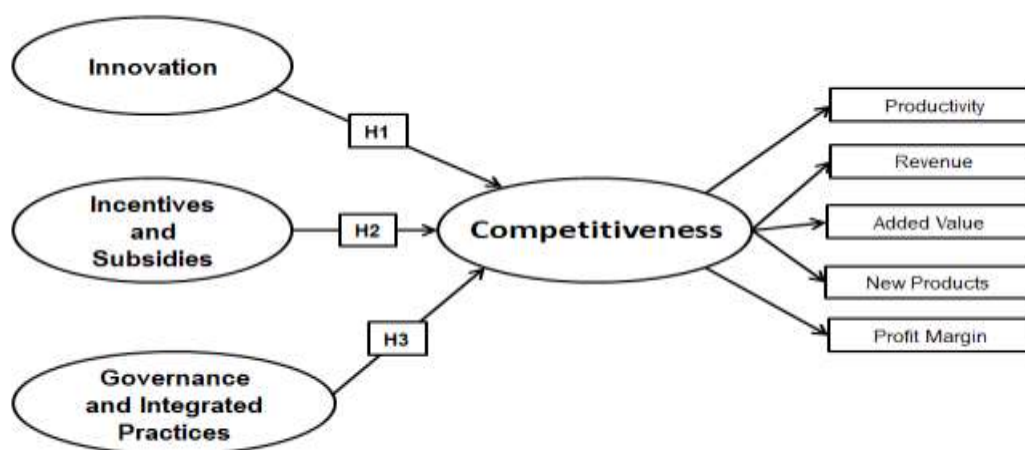 Innovation
H1
Incentives
and
Subsidies
H2
Governance
and Integrated
Practices
H3
Competitiveness
Productivity
Revenue
Added Value
New Products
Profit Margin